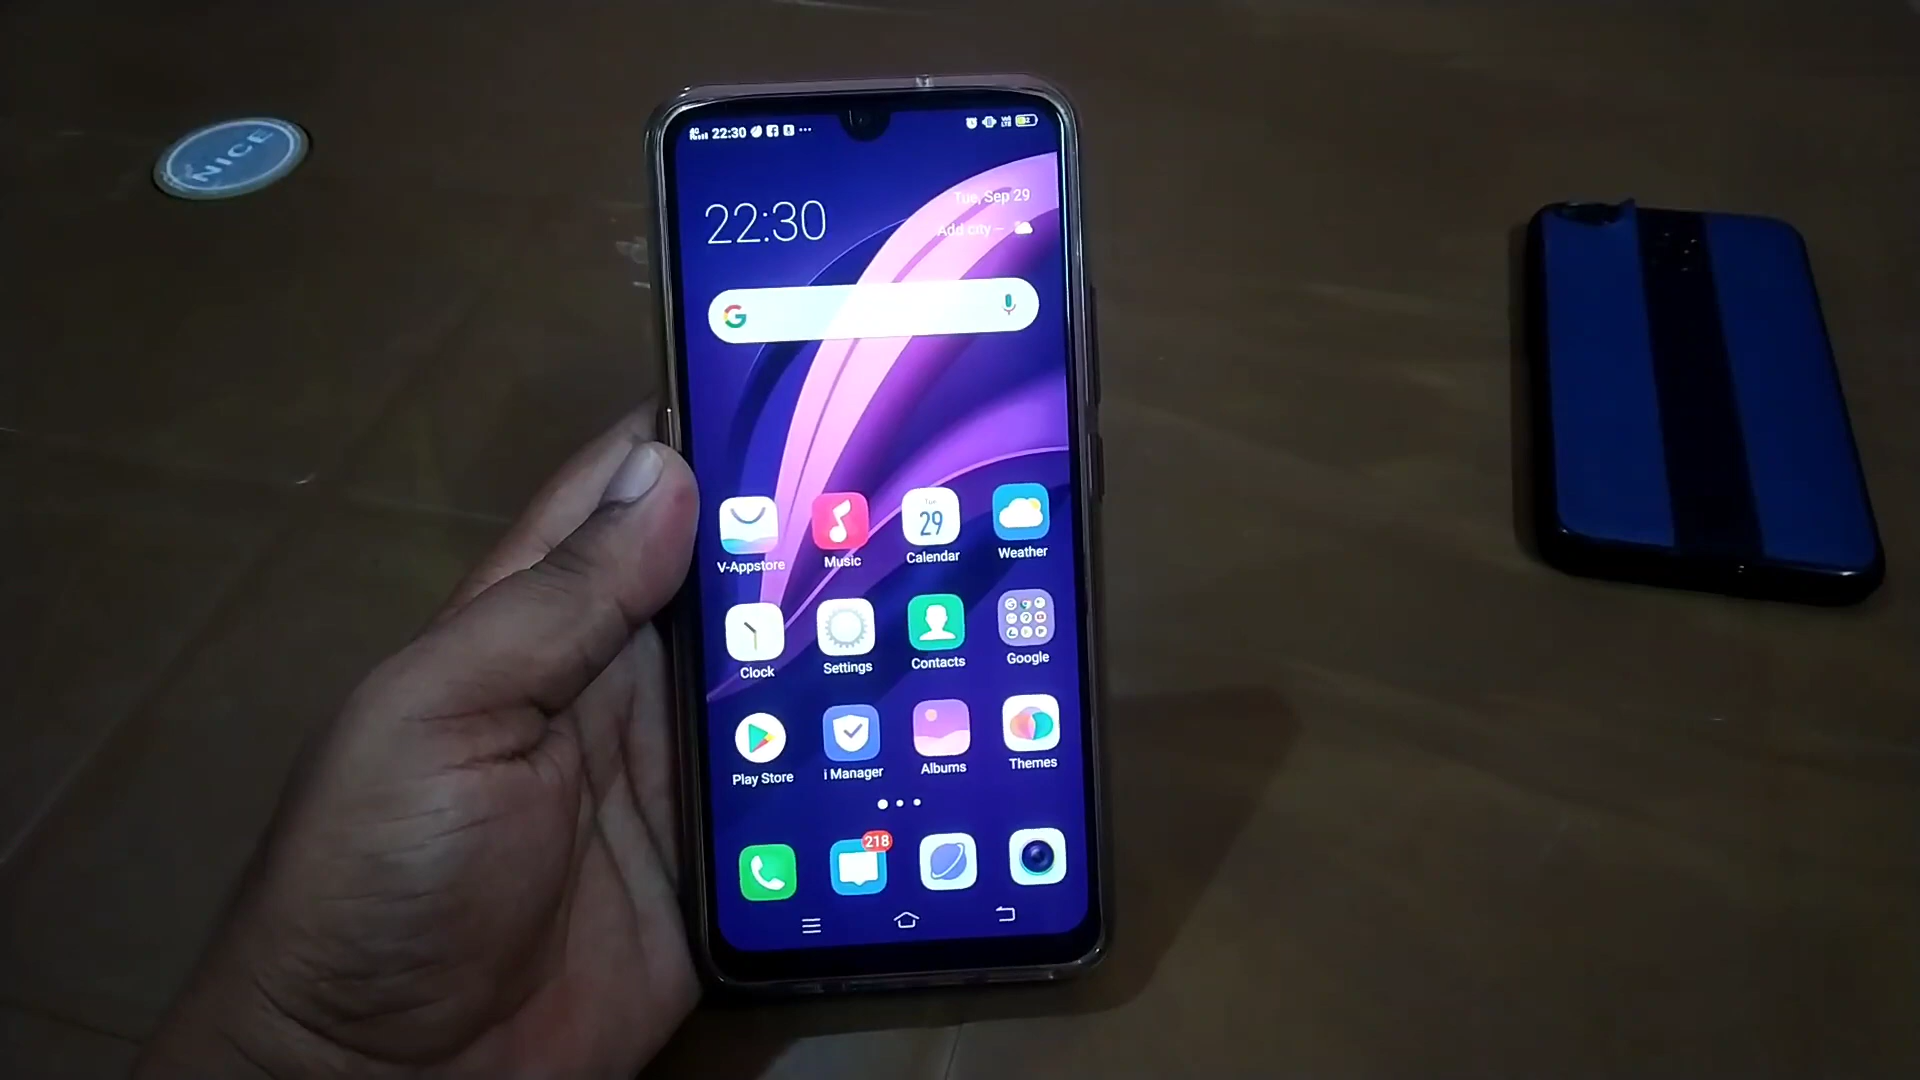 NICE
22:30
22:30
Tue, Sep 29
Add city –
V-Appstore
Music
Tue
29
Calendar
Weather
Clock
Settings
Contacts
Google
Play Store
i Manager
Albums
Themes
218